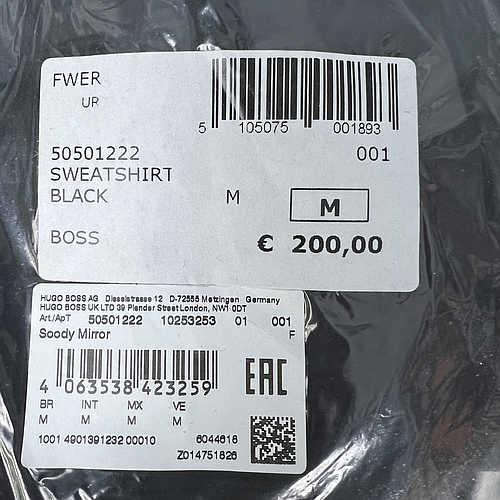 FWER
UR
5 105075 001893
50501222 001
SWEATSHIRT
BLACK M M
BOSS € 200,00
HUGO BOSS AG Dieselstrasse 12 D-72555 Metzingen Germany
HUGO BOSS UK LTD 39 Plender Street London, NW1 0DT
Art./ApT 50501222 10253253 01 001
Soody Mirror F
4 063538 423259
EAC
BR INT MX VE
M M M M
1001 4901391232 00010 6044618
Z014751826